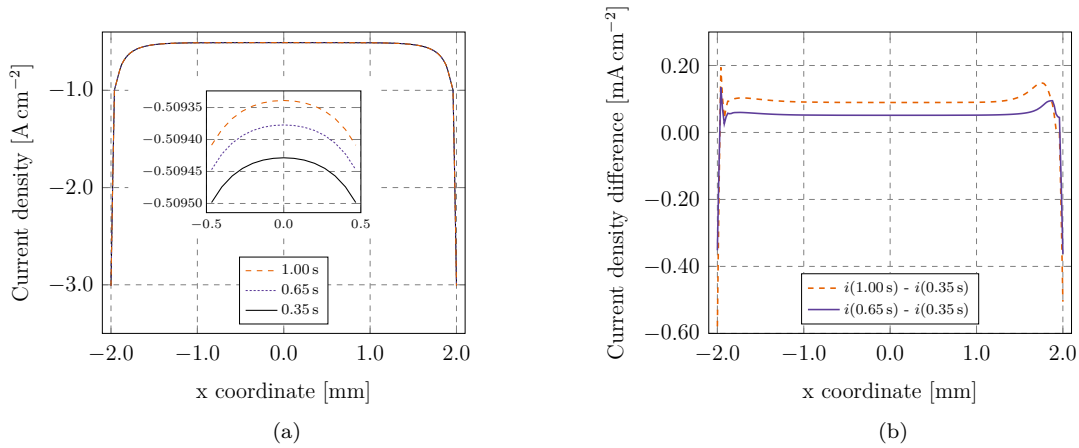 Current density [A cm⁻²]
−1.0
−2.0
−3.0
−2.0 −1.0 0.0 1.0 2.0
x coordinate [mm]
−0.50935
−0.50940
−0.50945
−0.50950
−0.5 0.0 0.5
1.00 s
0.65 s
0.35 s
(a)
Current density difference [mA cm⁻²]
0.20
0.00
−0.20
−0.40
−0.60
−2.0 −1.0 0.0 1.0 2.0
x coordinate [mm]
i(1.00 s) - i(0.35 s)
i(0.65 s) - i(0.35 s)
(b)